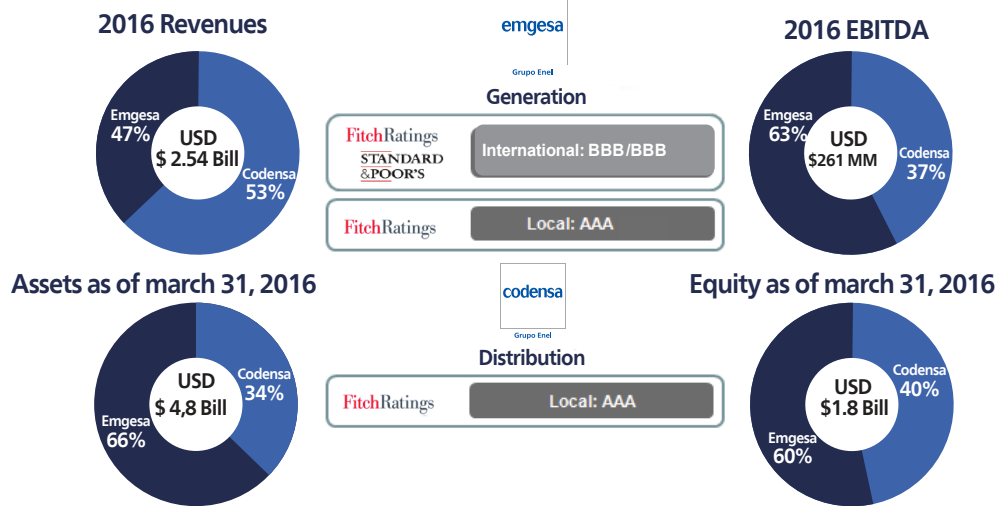 2016 Revenues
Emgesa
47%
USD
$ 2.54 Bill
Codensa
53%
emgesa
Grupo Enel
Generation
FitchRatings
STANDARD
&POOR'S
International: BBB/BBB
FitchRatings
Local: AAA
2016 EBITDA
Emgesa
63%
USD
$261 MM
Codensa
37%
Assets as of march 31, 2016
USD
$ 4,8 Bill
Codensa
34%
Emgesa
66%
codensa
Grupo Enel
Distribution
FitchRatings
Local: AAA
Equity as of march 31, 2016
Codensa
40%
USD
$1.8 Bill
Emgesa
60%